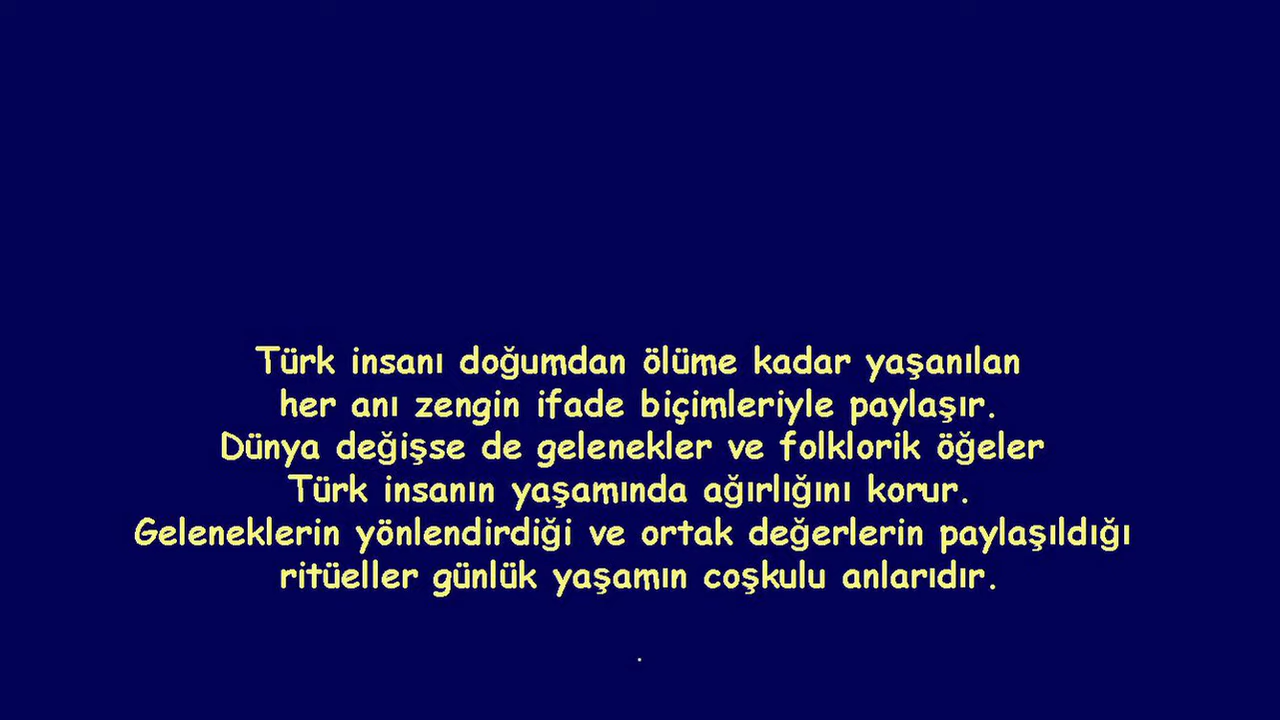 Türk insanı doğumdan ölüme kadar yaşanılan
her anı zengin ifade biçimleriyle paylaşır.
Dünya değişse de gelenekler ve folklorik öğeler
Türk insanın yaşamında ağırlığını korur.
Geleneklerin yönlendirdiği ve ortak değerlerin paylaşıldığı
ritüeller günlük yaşamın coşkulu anlarıdır.
.